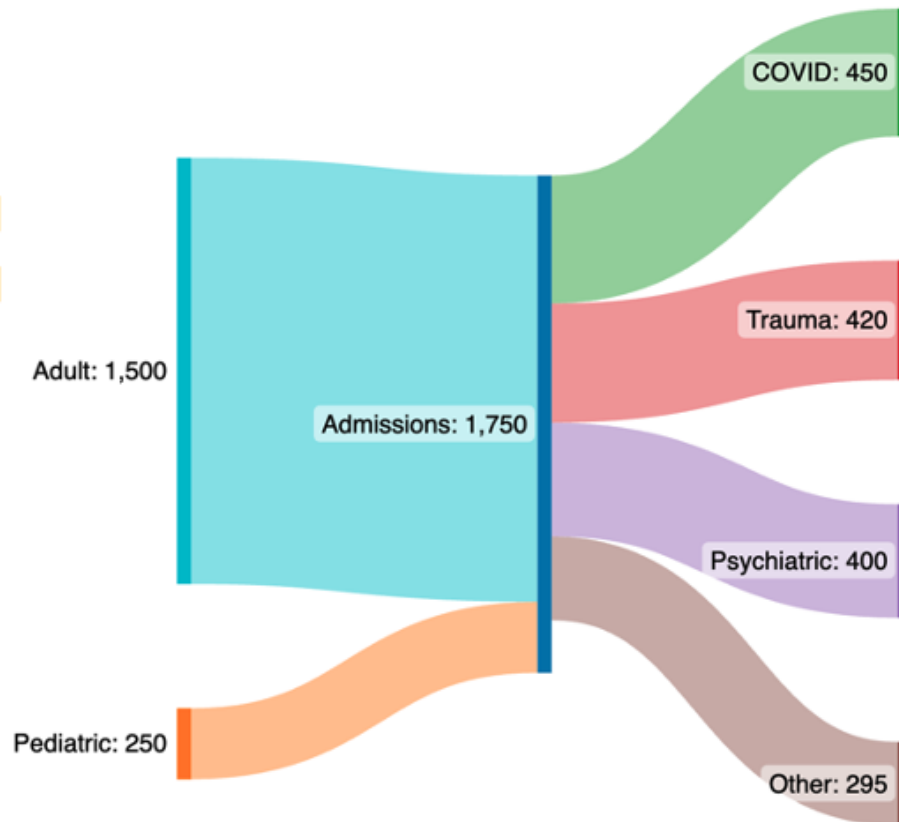 COVID: 450
Trauma: 420
Adult: 1,500
Admissions: 1,750
Psychiatric: 400
Pediatric: 250
Other: 295